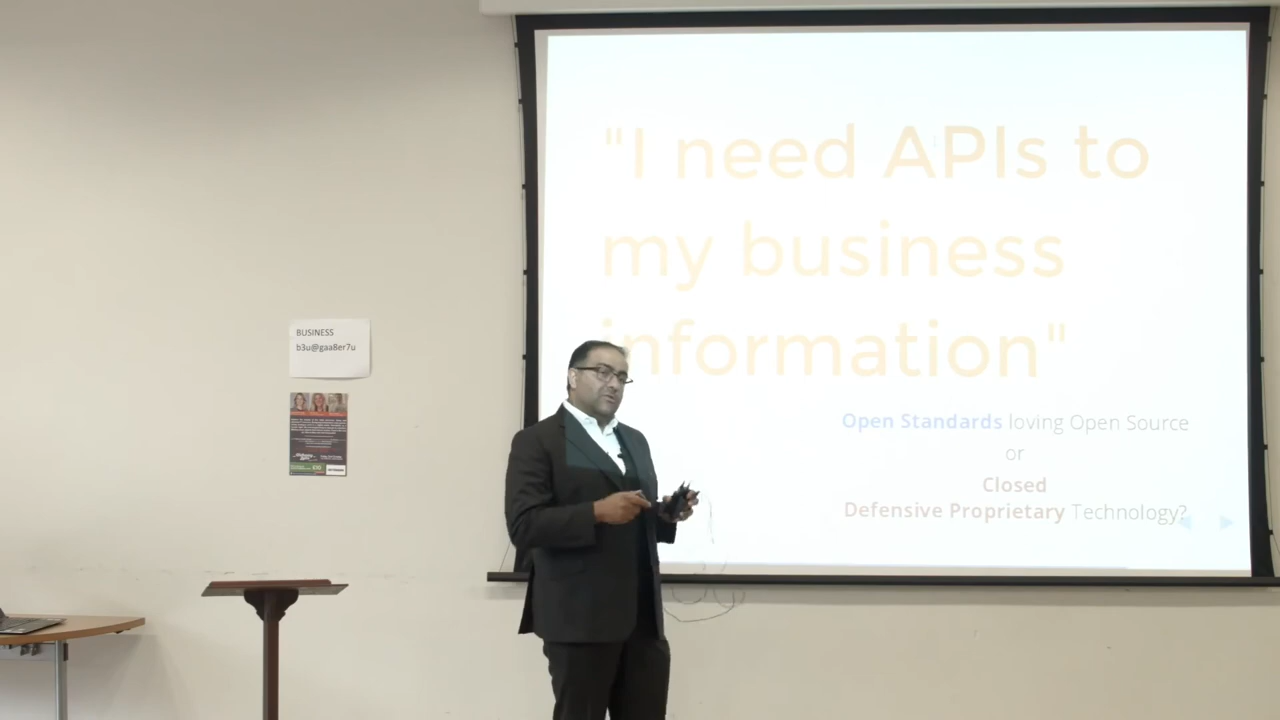 "I need APIs to
my business
information"
Open Standards loving Open Source
or
Closed
Defensive Proprietary Technology?
BUSINESS
b3u@gaa8er7u